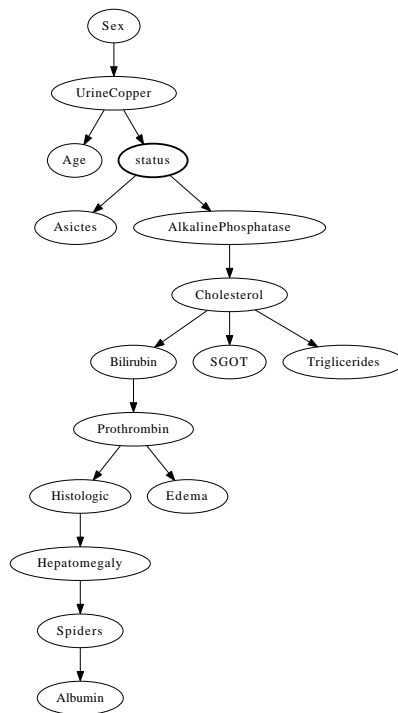 Sex
UrineCopper
Age
status
Asictes
AlkalinePhosphatase
Cholesterol
Bilirubin
SGOT
Triglicerides
Prothrombin
Histologic
Edema
Hepatomegaly
Spiders
Albumin